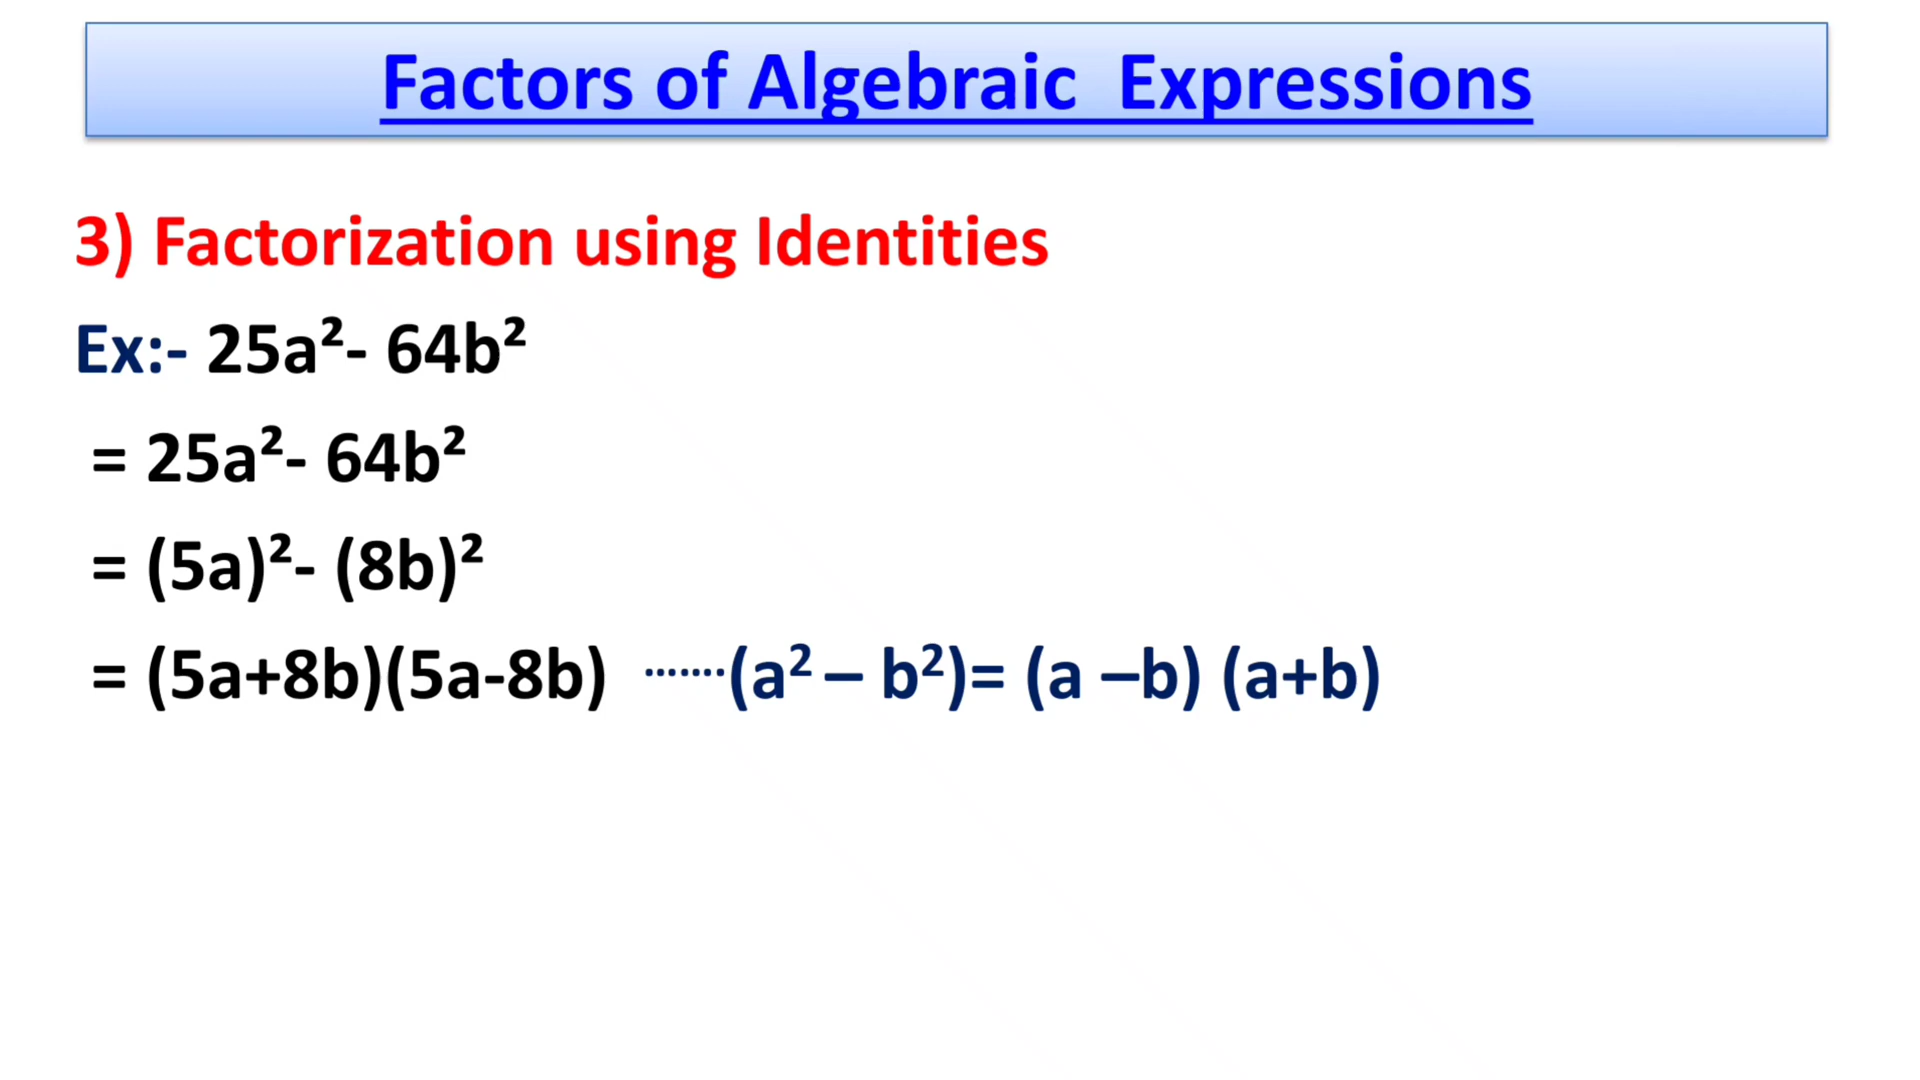 Factors of Algebraic Expressions
3) Factorization using Identities
Ex:- 25a²- 64b²
= 25a²- 64b²
= (5a)²- (8b)²
= (5a+8b)(5a-8b) .......(a² – b²)= (a –b) (a+b)